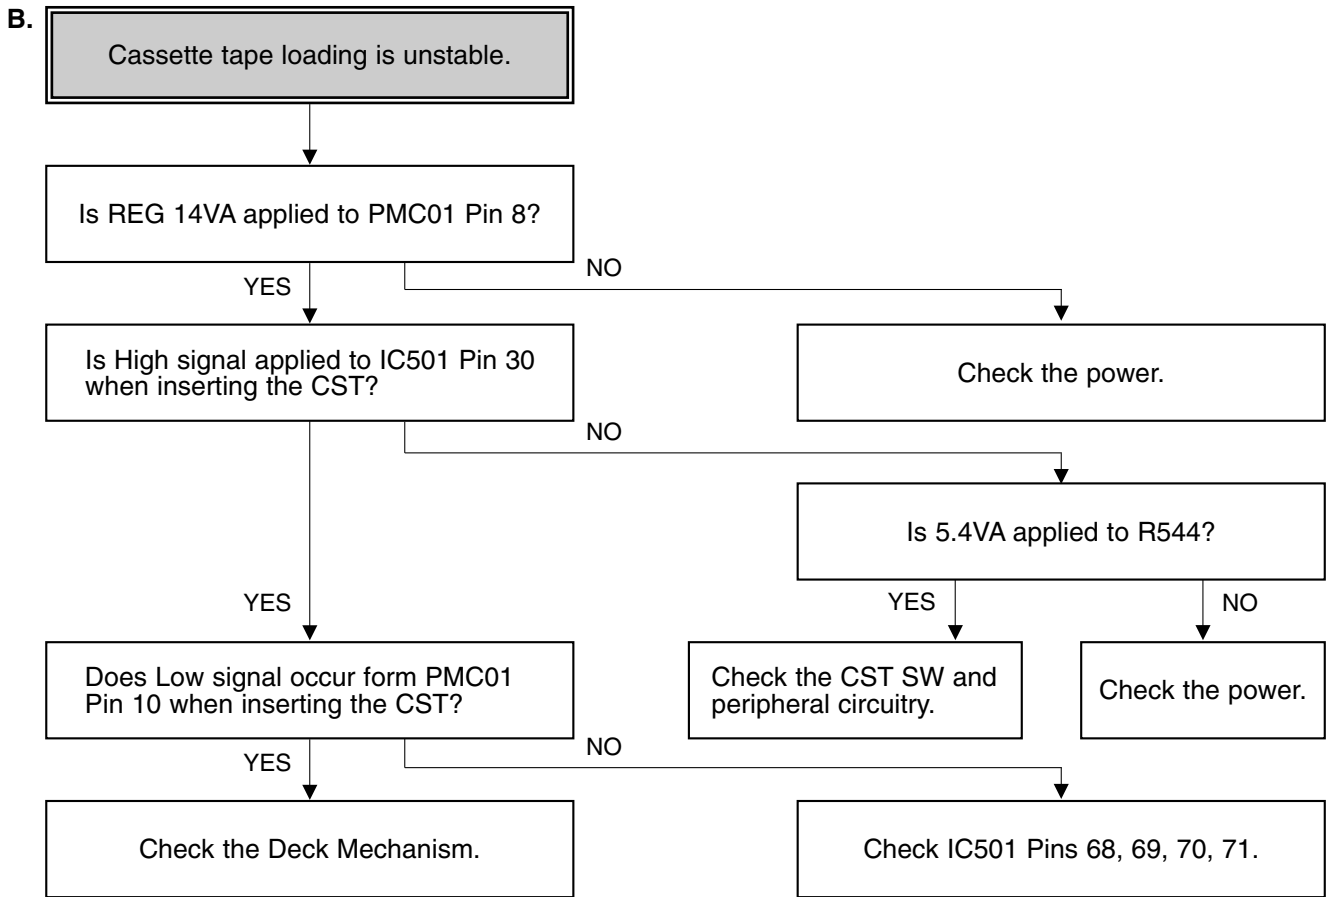 B.
Cassette tape loading is unstable.
Is REG 14VA applied to PMC01 Pin 8?
YES
NO
Is High signal applied to IC501 Pin 30
when inserting the CST?
Check the power.
NO
Is 5.4VA applied to R544?
YES
YES
NO
Does Low signal occur form PMC01
Pin 10 when inserting the CST?
Check the CST SW and
peripheral circuitry.
Check the power.
YES
NO
Check the Deck Mechanism.
Check IC501 Pins 68, 69, 70, 71.